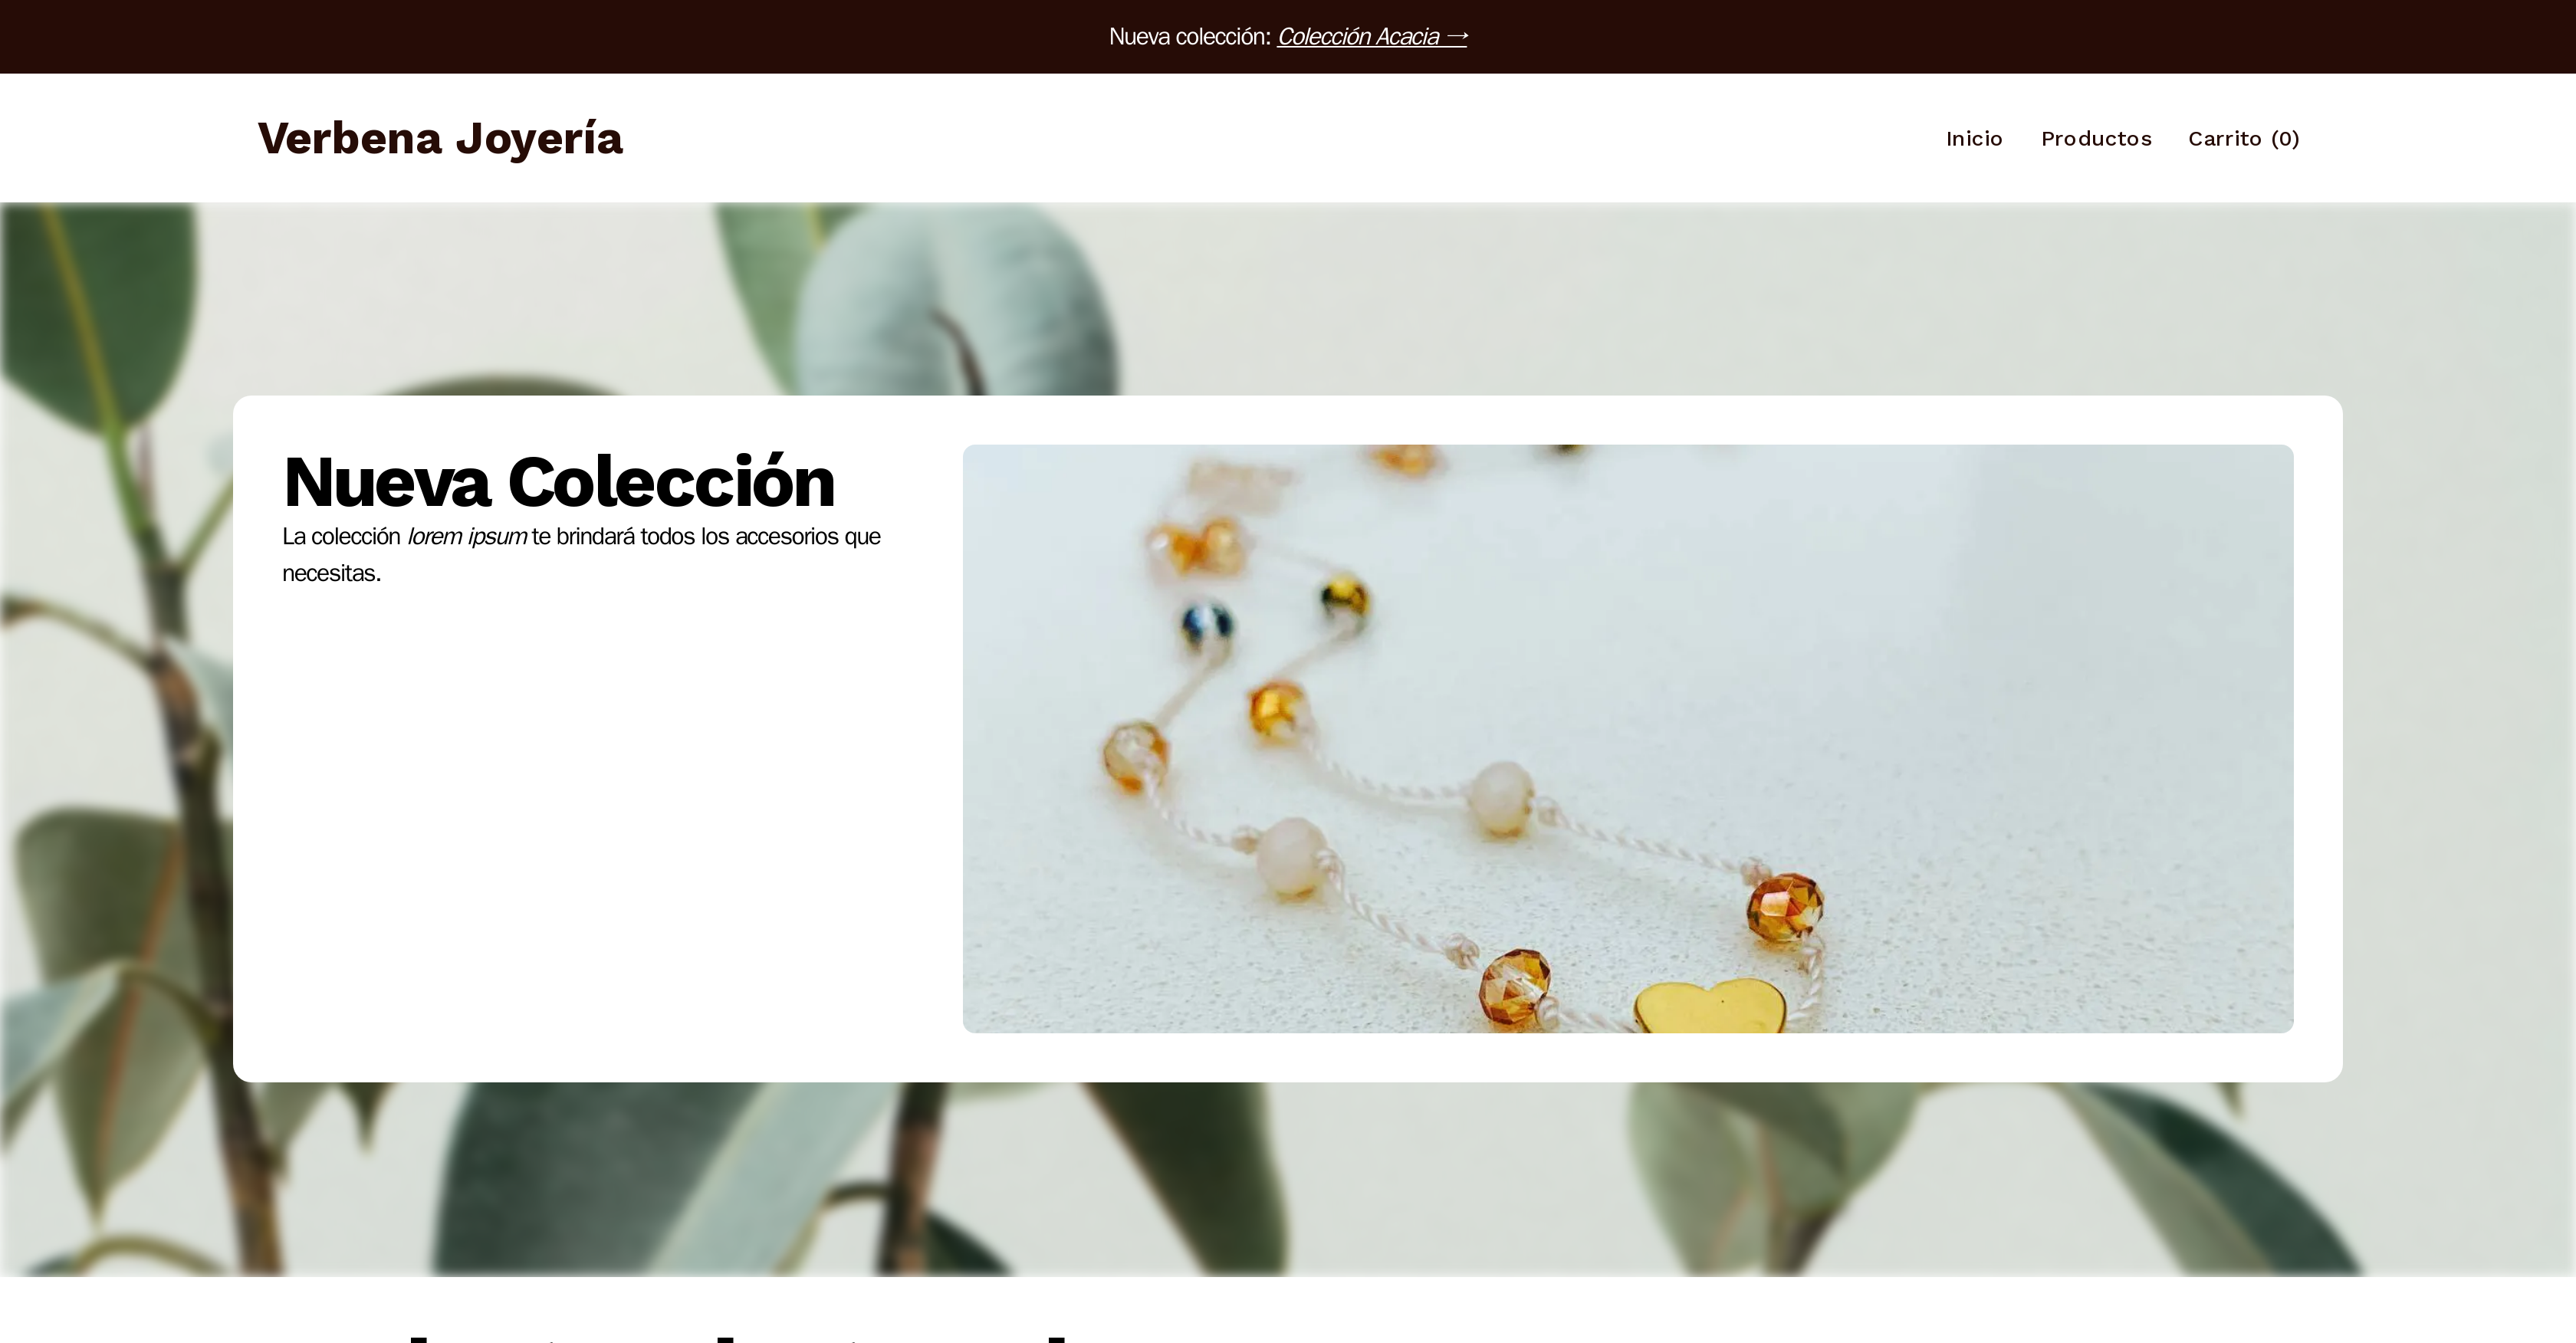 Nueva colección: Colección Acacia →
Verbena Joyería
Inicio Productos Carrito (0)
Nueva Colección
La colección lorem ipsum te brindará todos los accesorios que
necesitas.